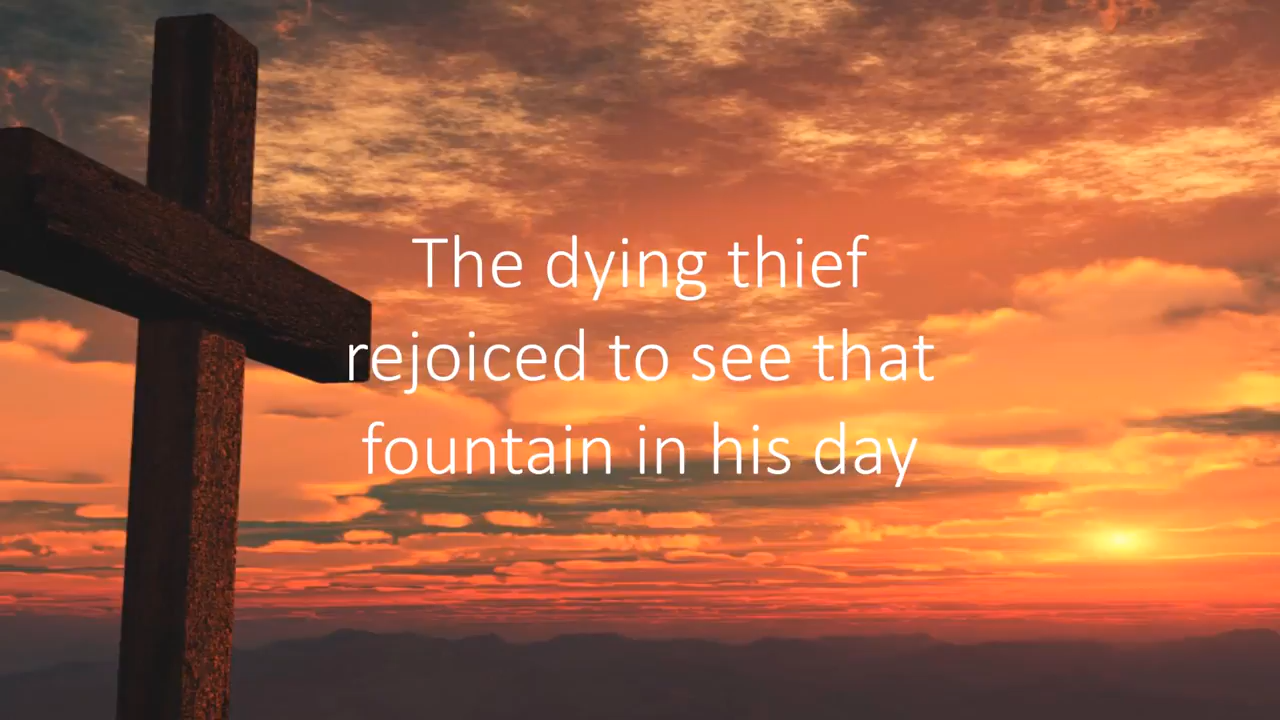 The dying thief
rejoiced to see that
fountain in his day